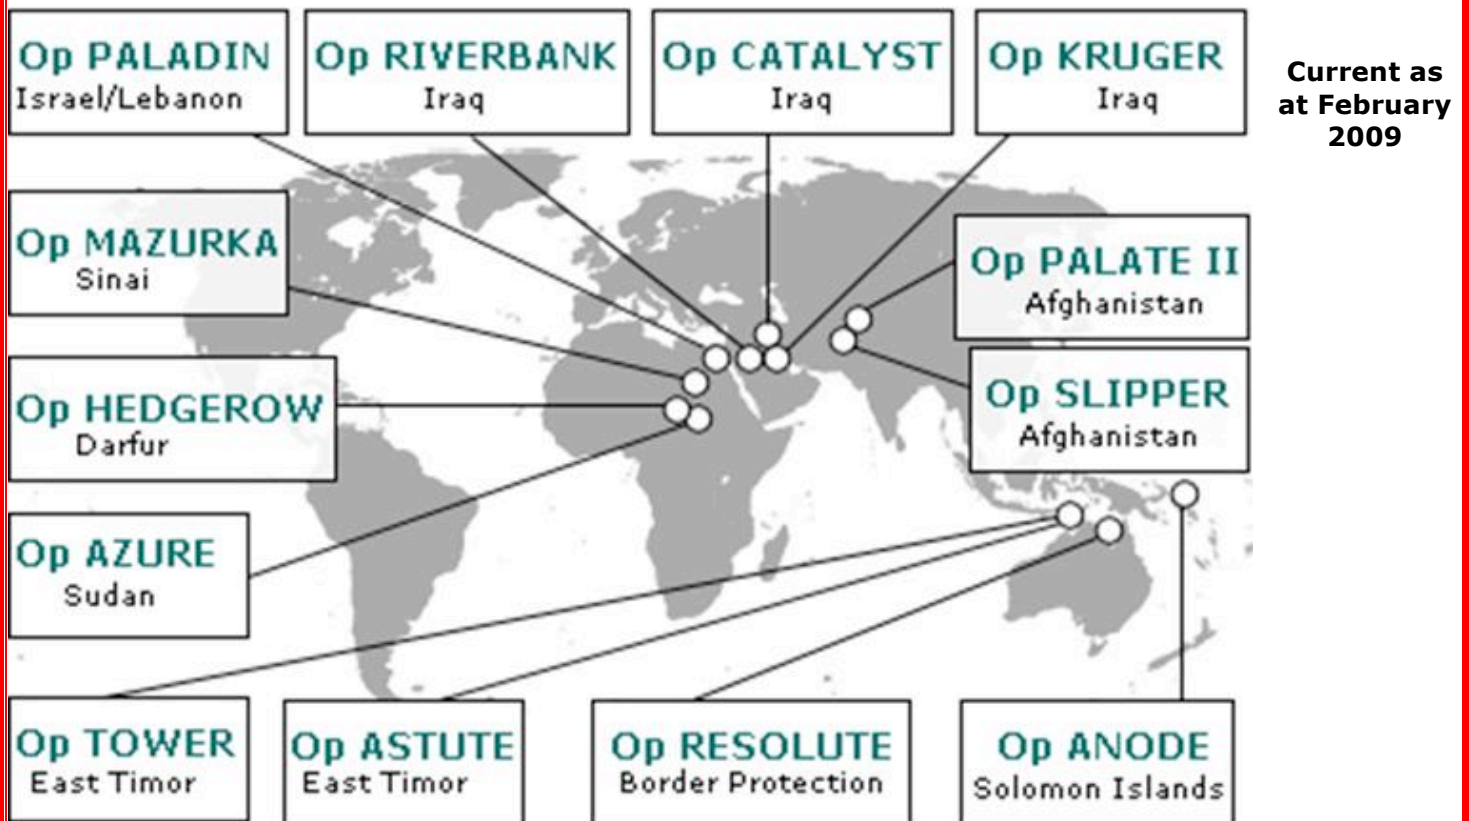 Op PALADIN
Israel/Lebanon
Op RIVERBANK
Iraq
Op CATALYST
Iraq
Op KRUGER
Iraq
Current as
at February
2009
Op MAZURKA
Sinai
Op PALATE II
Afghanistan
Op HEDGEROW
Darfur
Op SLIPPER
Afghanistan
Op AZURE
Sudan
Op TOWER
East Timor
Op ASTUTE
East Timor
Op RESOLUTE
Border Protection
Op ANODE
Solomon Islands